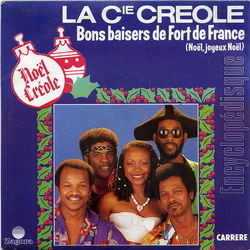 LA CIE CREOLE
Bons baisers de Fort de France
(Noël, joyeux Noël)
Noël
Créole
Encyclopédisque
Zagora
CARRERE